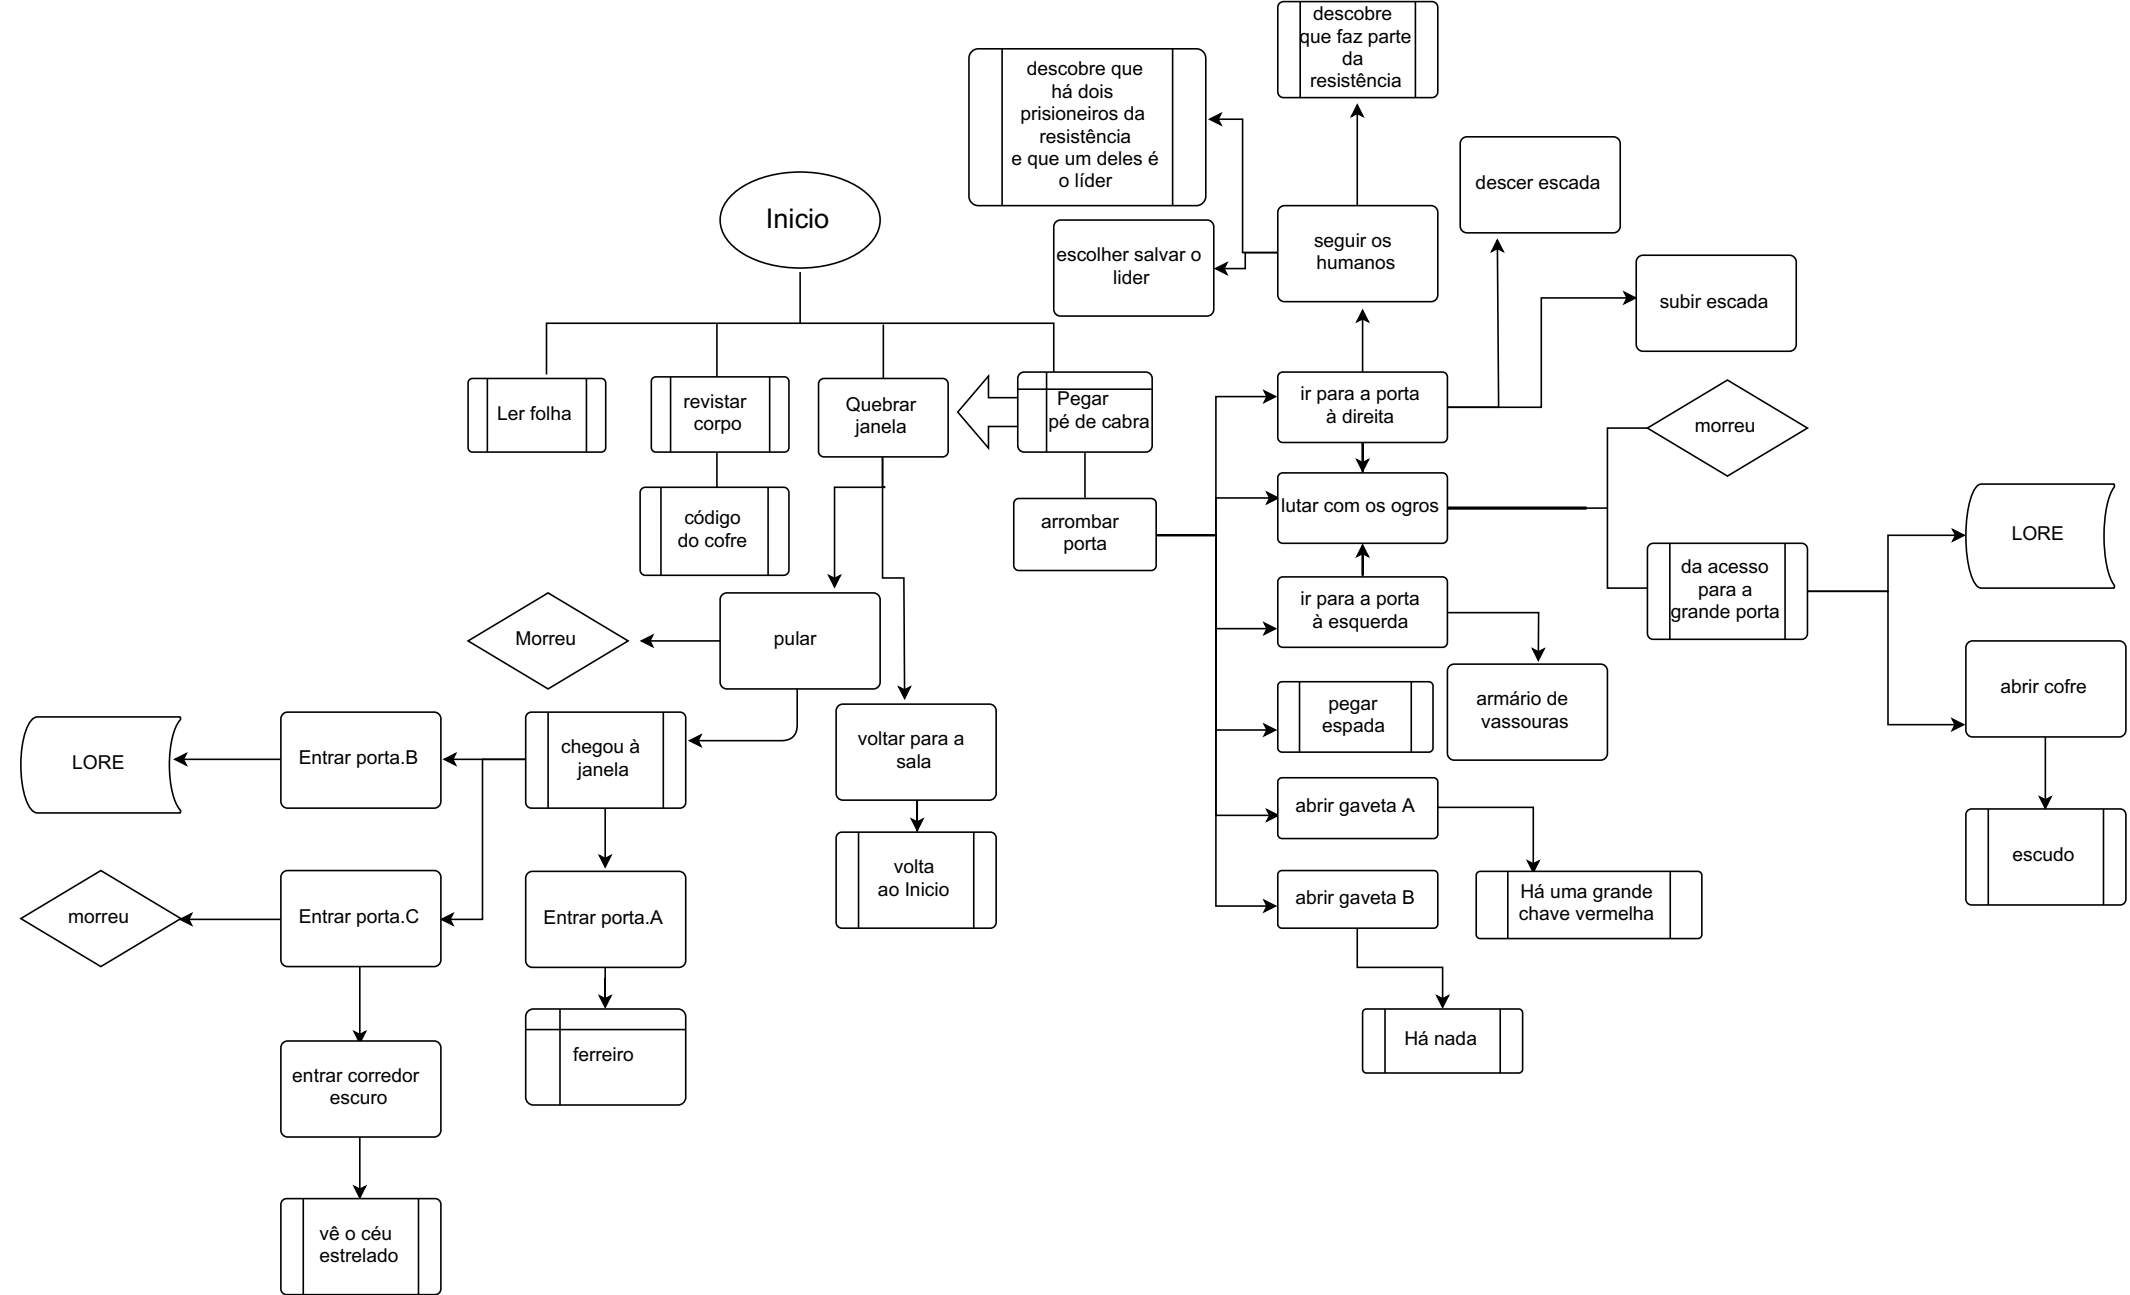 descobre
que faz parte
da
resistência
descobre que
há dois
prisioneiros da
resistência
e que um deles é
o líder
descer escada
Inicio
escolher salvar o
lider
seguir os
humanos
subir escada
Ler folha
revistar
corpo
Quebrar
janela
Pegar
pé de cabra
ir para a porta
à direita
morreu
código
do cofre
arrombar
porta
lutar com os ogros
LORE
da acesso
para a
grande porta
ir para a porta
à esquerda
Morreu
pular
abrir cofre
pegar
espada
armário de
vassouras
LORE
Entrar porta.B
chegou à
janela
voltar para a
sala
abrir gaveta A
escudo
volta
ao Inicio
abrir gaveta B
Há uma grande
chave vermelha
morreu
Entrar porta.C
Entrar porta.A
Há nada
ferreiro
entrar corredor
escuro
vê o céu
estrelado